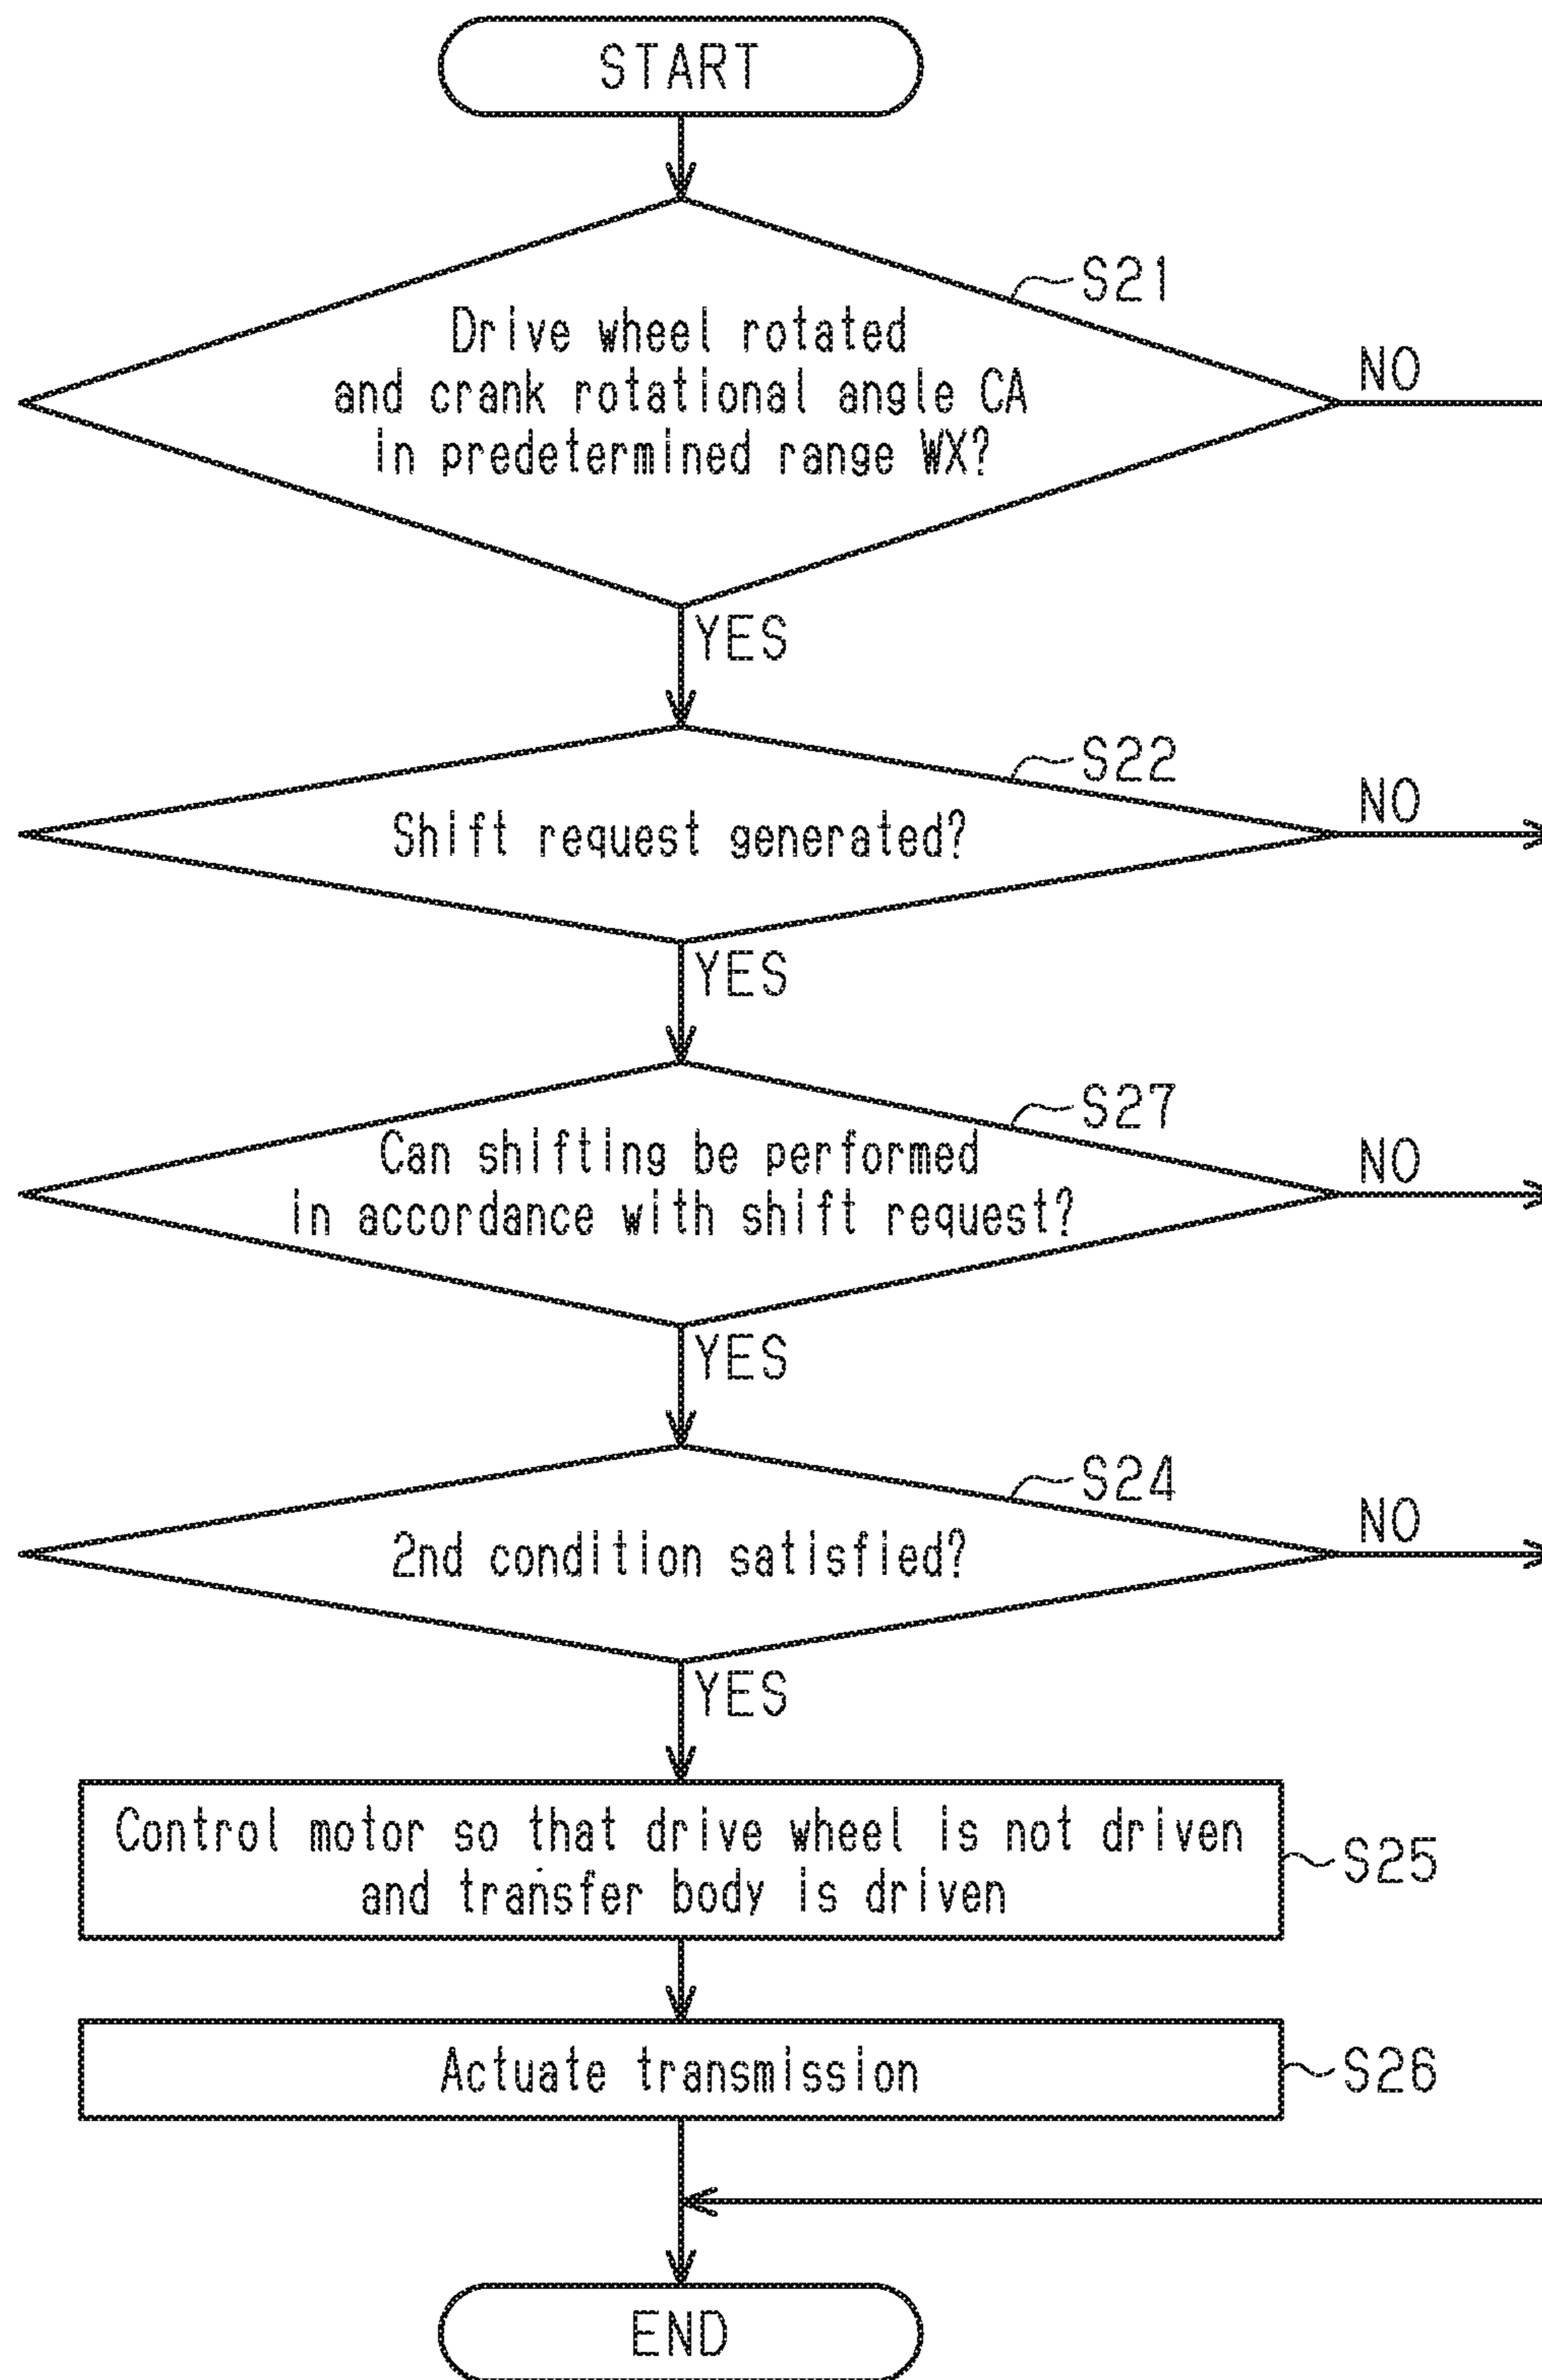 START
S21
Drive wheel rotated
and crank rotational angle CA
in predetermined range WX?
NO
YES
S22
Shift request generated?
NO
YES
S27
Can shifting be performed
in accordance with shift request?
NO
YES
S24
2nd condition satisfied?
NO
YES
Control motor so that drive wheel is not driven
and transfer body is driven
S25
Actuate transmission
S26
END